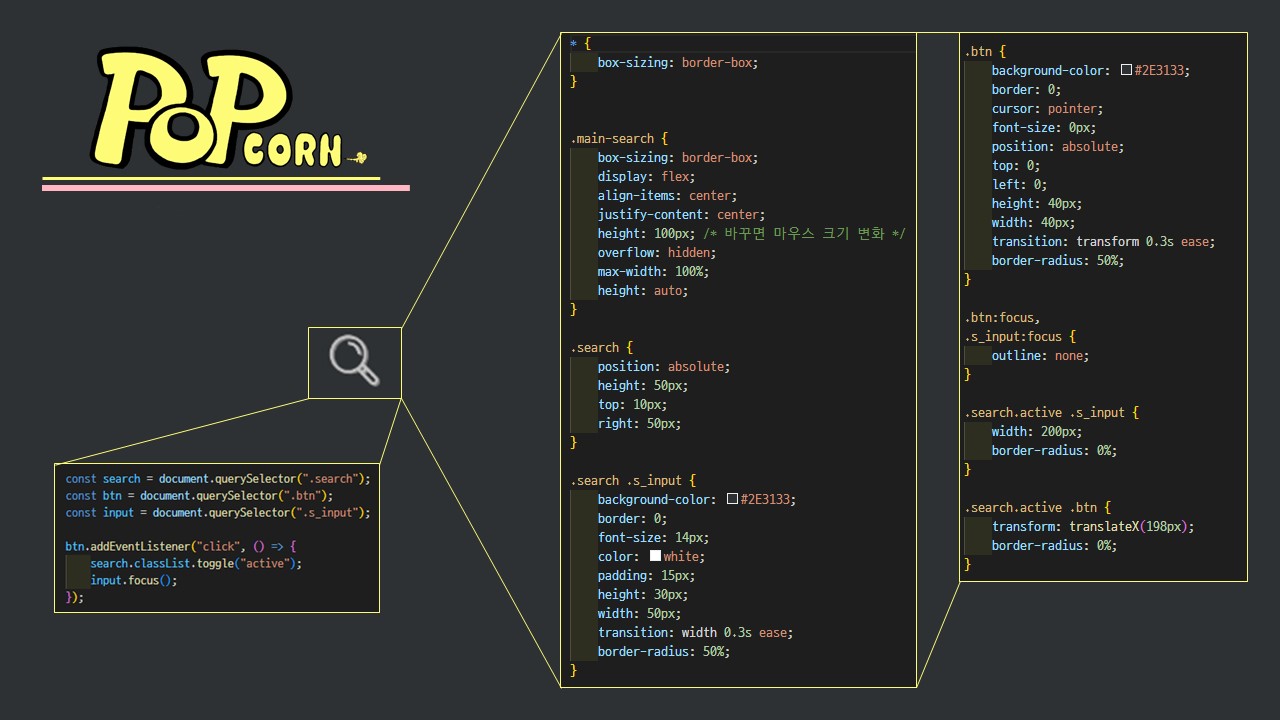 POP CORN
const search = document.querySelector(".search");
const btn = document.querySelector(".btn");
const input = document.querySelector(".s_input");
btn.addEventListener("click", () => {
search.classList.toggle("active");
input.focus();
});
* {
box-sizing: border-box;
}
.main-search {
box-sizing: border-box;
display: flex;
align-items: center;
justify-content: center;
height: 100px; /* 바꾸면 마우스 크기 변화 */
overflow: hidden;
max-width: 100%;
height: auto;
}
.search {
position: absolute;
height: 50px;
top: 10px;
right: 50px;
}
.search .s_input {
background-color: #2E3133;
border: 0;
font-size: 14px;
color: white;
padding: 15px;
height: 30px;
width: 50px;
transition: width 0.3s ease;
border-radius: 50%;
}
.btn {
background-color: #2E3133;
border: 0;
cursor: pointer;
font-size: 0px;
position: absolute;
top: 0;
left: 0;
height: 40px;
width: 40px;
transition: transform 0.3s ease;
border-radius: 50%;
}
.btn:focus,
.s_input:focus {
outline: none;
}
.search.active .s_input {
width: 200px;
border-radius: 0%;
}
.search.active .btn {
transform: translateX(198px);
border-radius: 0%;
}